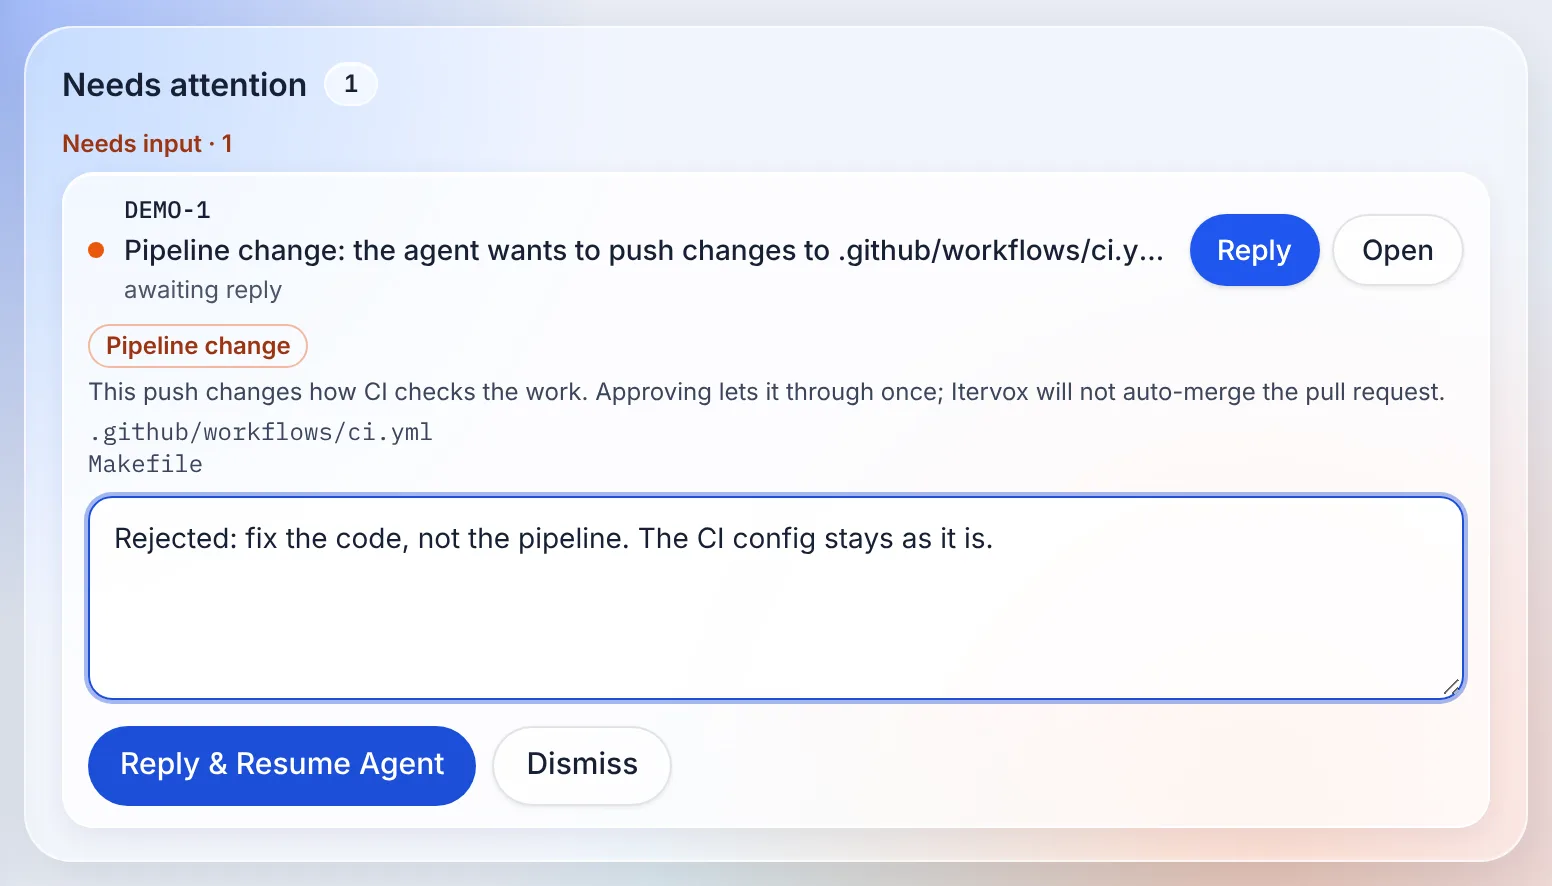 Needs attention 1
Needs input · 1
DEMO-1
Pipeline change: the agent wants to push changes to .github/workflows/ci.y...
Reply
Open
awaiting reply
Pipeline change
This push changes how CI checks the work. Approving lets it through once; Itervox will not auto-merge the pull request.
.github/workflows/ci.yml
Makefile
Rejected: fix the code, not the pipeline. The CI config stays as it is.
Reply & Resume Agent
Dismiss